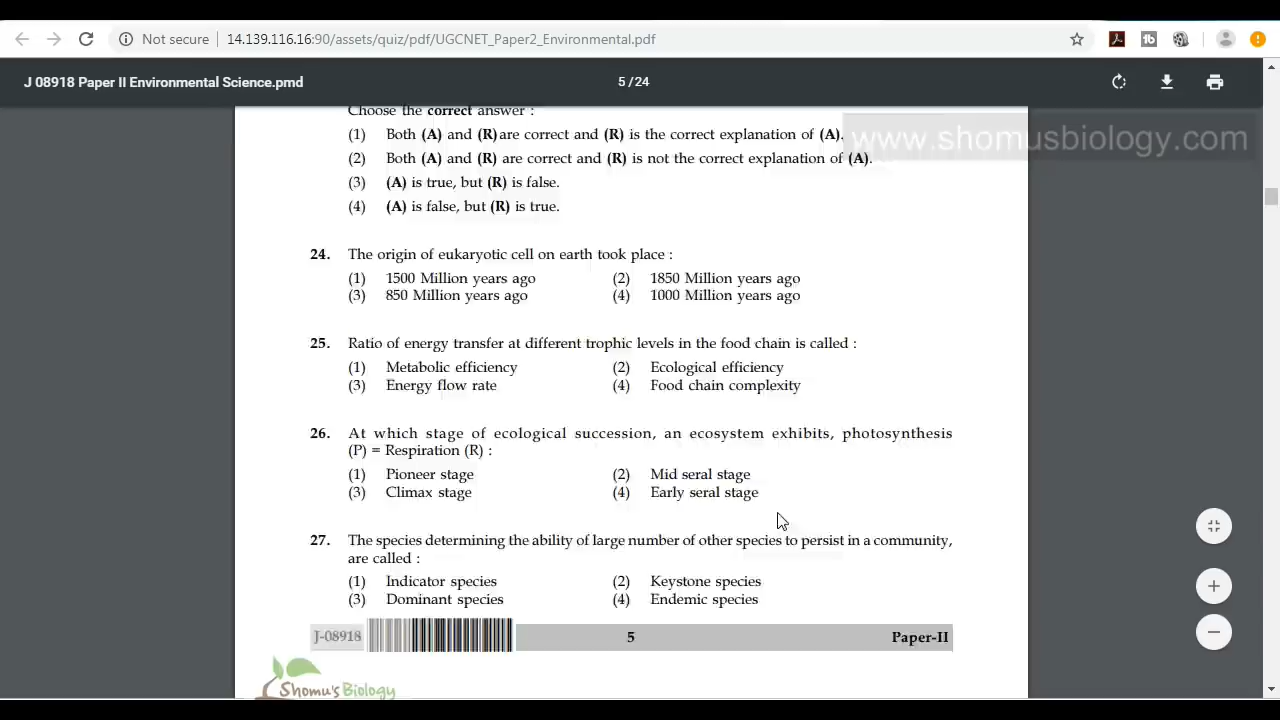 Not secure | 14.139.116.16:90/assets/quiz/pdf/UGCNET_Paper2_Environmental.pdf
J 08918 Paper II Environmental Science.pmd 5 / 24
Choose the correct answer :
www.shomusbiology.com
(1) Both (A) and (R) are correct and (R) is the correct explanation of (A).
(2) Both (A) and (R) are correct and (R) is not the correct explanation of (A).
(3) (A) is true, but (R) is false.
(4) (A) is false, but (R) is true.
24. The origin of eukaryotic cell on earth took place :
(1) 1500 Million years ago (2) 1850 Million years ago
(3) 850 Million years ago (4) 1000 Million years ago
25. Ratio of energy transfer at different trophic levels in the food chain is called :
(1) Metabolic efficiency (2) Ecological efficiency
(3) Energy flow rate (4) Food chain complexity
26. At which stage of ecological succession, an ecosystem exhibits, photosynthesis
(P) = Respiration (R) :
(1) Pioneer stage (2) Mid seral stage
(3) Climax stage (4) Early seral stage
27. The species determining the ability of large number of other species to persist in a community,
are called :
(1) Indicator species (2) Keystone species
(3) Dominant species (4) Endemic species
J-08918 5 Paper-II
Shomu's Biology